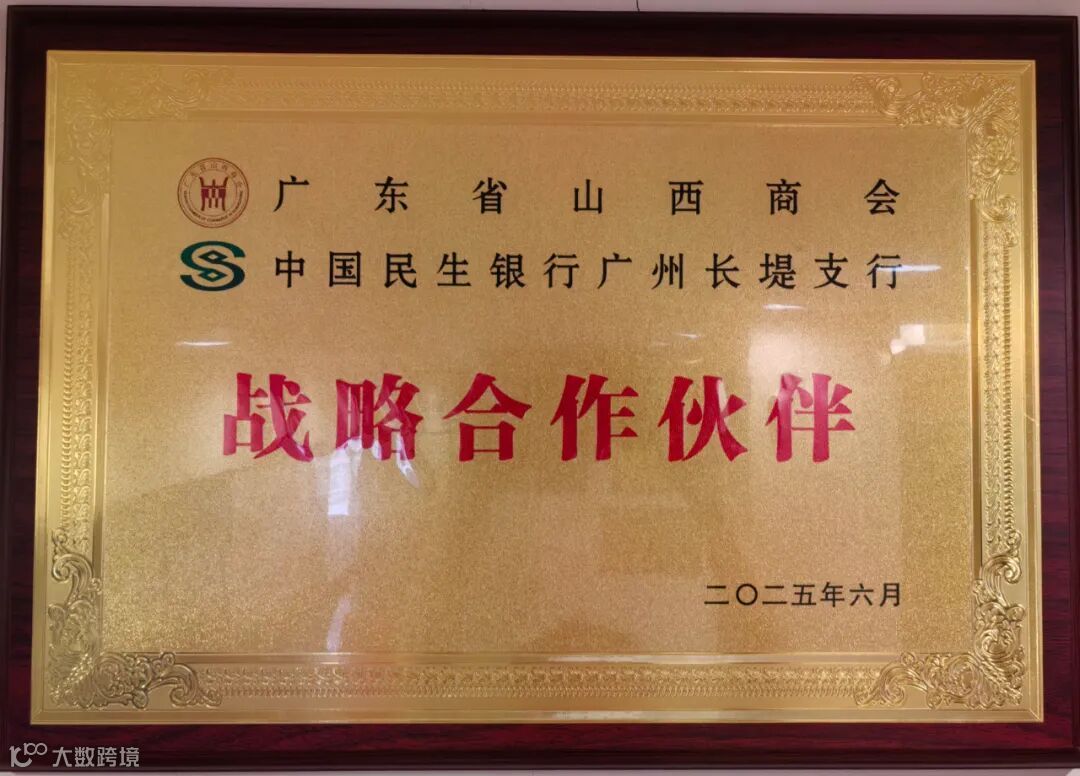 广东省山西商会
中国民生银行广州长堤支行
战略合作伙伴
二〇二五年六月
大数跨境